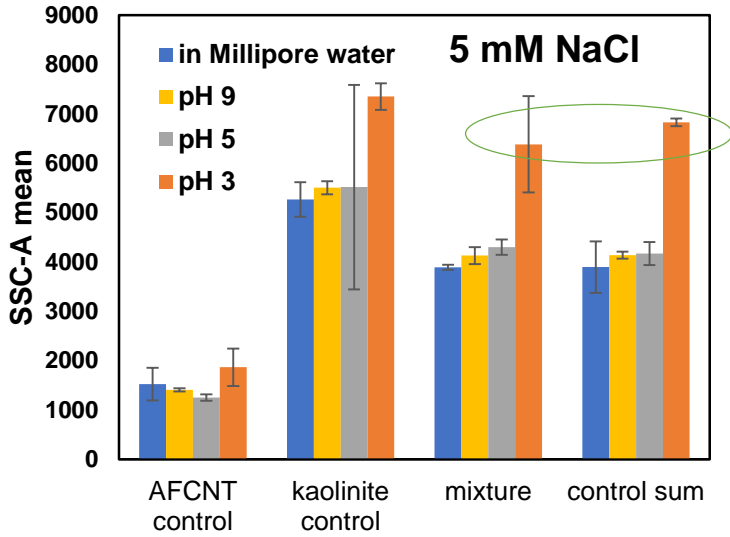 5 mM NaCl
in Millipore water
pH 9
pH 5
pH 3
SSC-A mean
9000
8000
7000
6000
5000
4000
3000
2000
1000
0
AFCNT control
kaolinite control
mixture
control sum